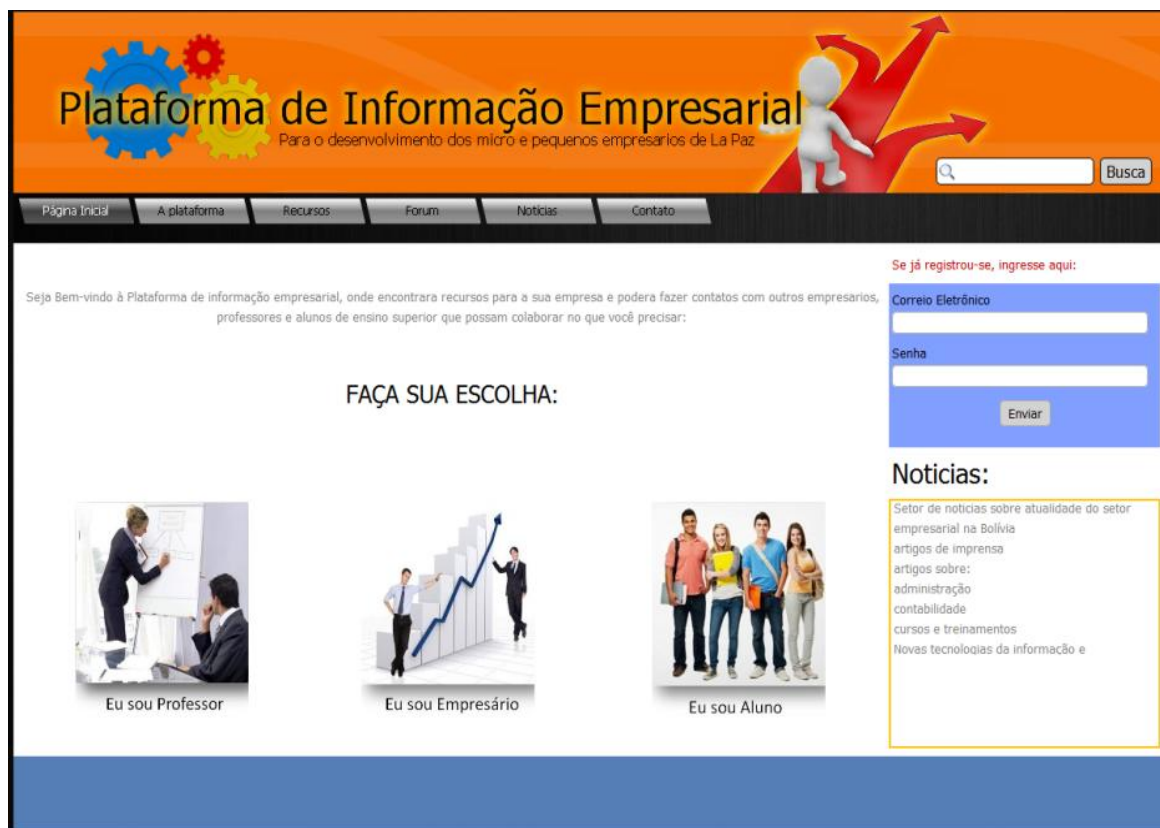 Plataforma de Informação Empresarial
Para o desenvolvimento dos micro e pequenos empresarios de La Paz
Busca
Página Inicial
A plataforma
Recursos
Forum
Notícias
Contato
Seja Bem-vindo à Plataforma de informação empresarial, onde encontrara recursos para a sua empresa e podera fazer contatos com outros empresarios,
professores e alunos de ensino superior que possam colaborar no que você precisar:
FAÇA SUA ESCOLHA:
Eu sou Professor
Eu sou Empresário
Eu sou Aluno
Se já registrou-se, ingresse aqui:
Correio Eletrônico
Senha
Enviar
Noticias:
Setor de noticias sobre atualidade do setor
empresarial na Bolívia
artigos de imprensa
artigos sobre:
administração
contabilidade
cursos e treinamentos
Novas tecnologias da informação e